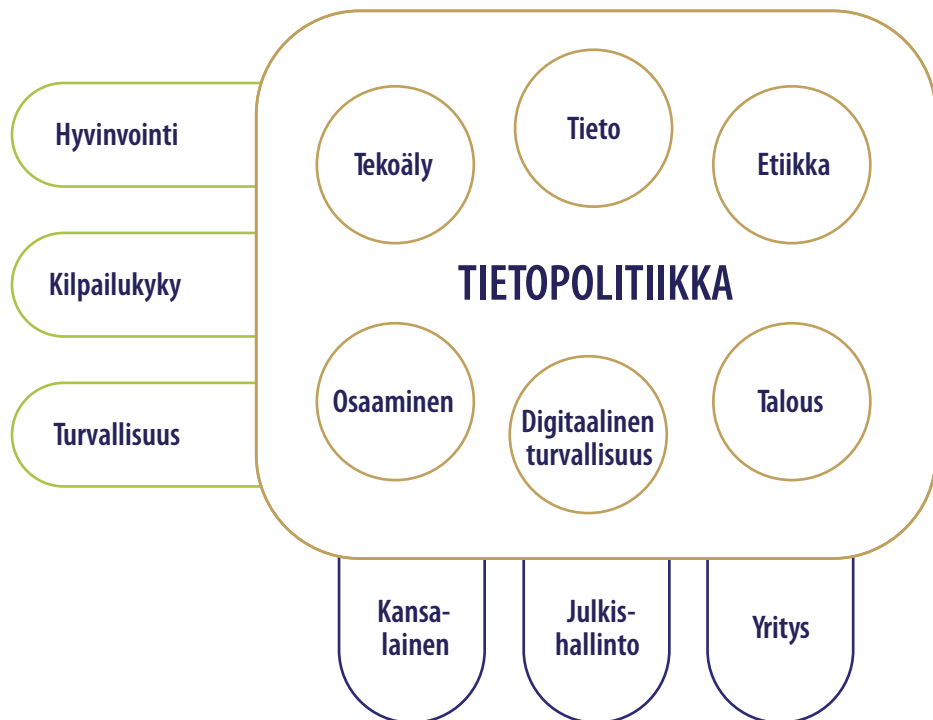 Hyvinvointi
Kilpailukyky
Turvallisuus
Tekoäly
Tieto
Etiikka
TIETOPOLITIIKKA
Osaaminen
Digitaalinen
turvallisuus
Talous
Kansa-
lainen
Julkis-
hallinto
Yritys